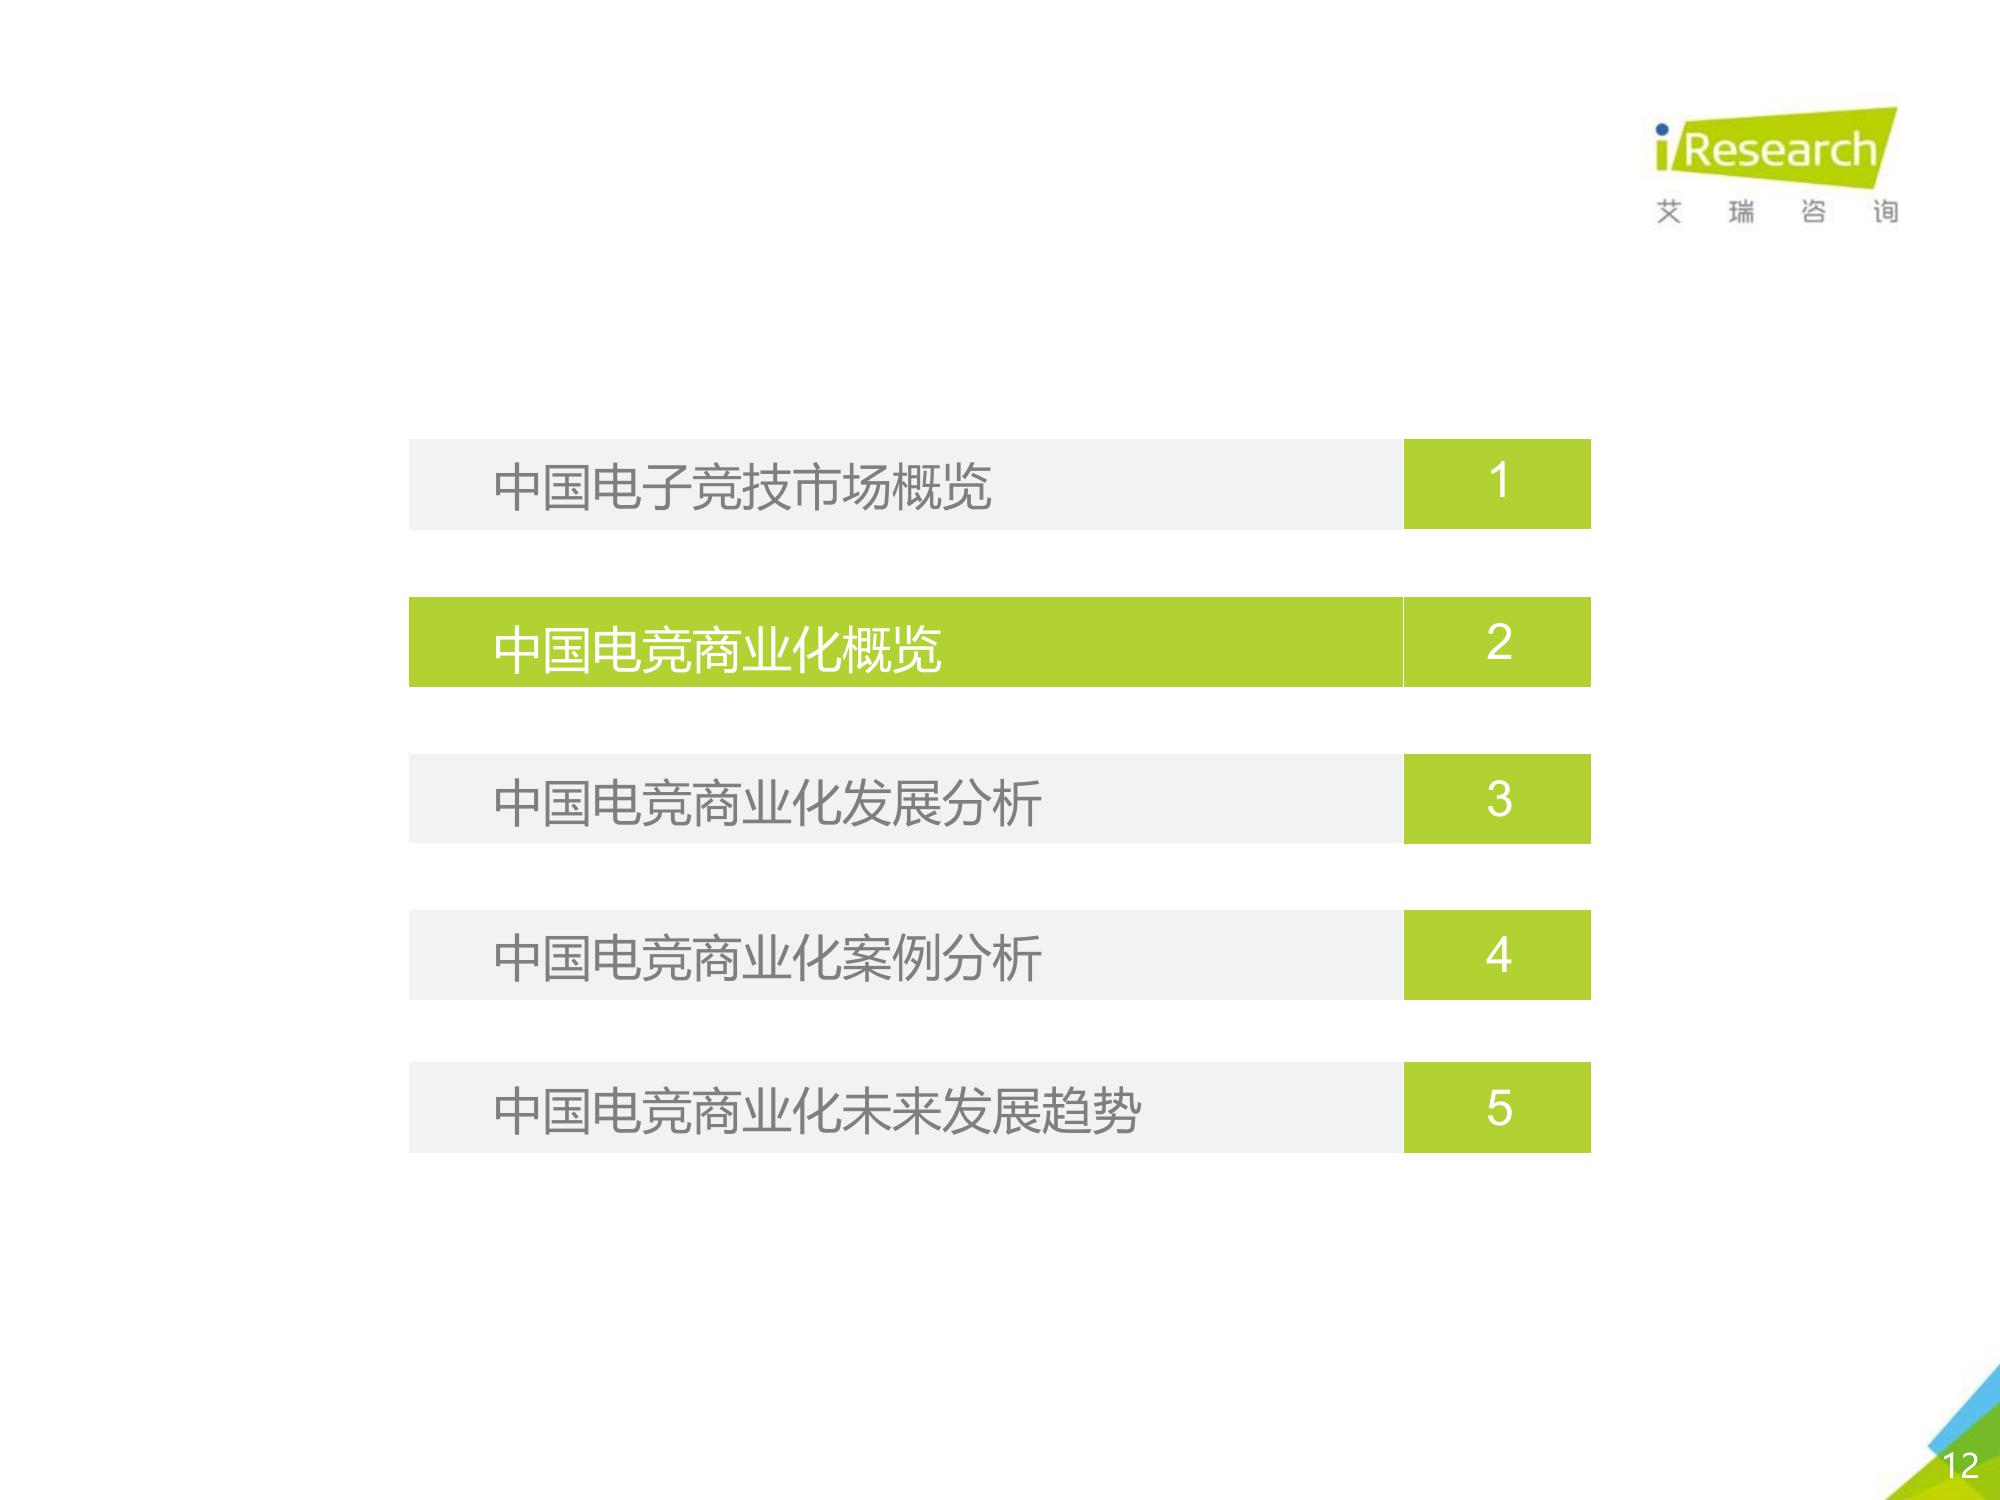 iResearch
艾瑞咨询
中国电子竞技市场概览 1
中国电竞商业化概览 2
中国电竞商业化发展分析 3
中国电竞商业化案例分析 4
中国电竞商业化未来发展趋势 5
12